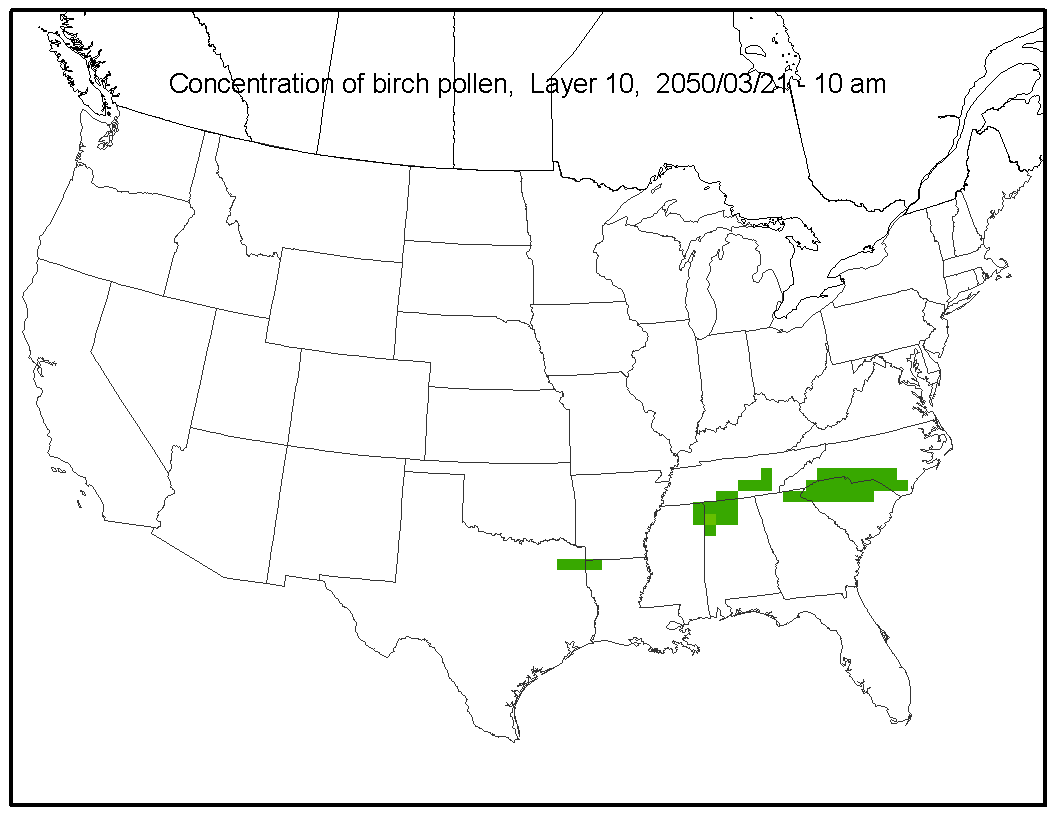 Concentration of birch pollen, Layer 10, 2050/03/21 - 10 am